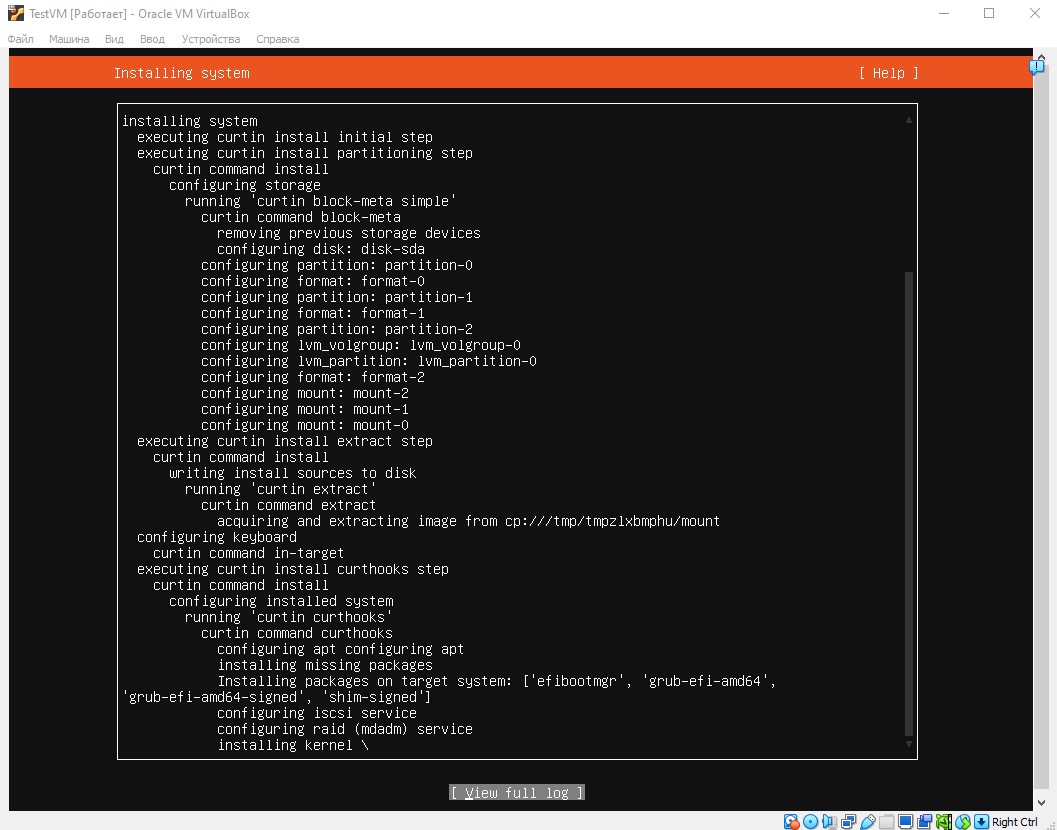 TestVM [Работает] - Oracle VM VirtualBox
Файл Машина Вид Ввод Устройства Справка
Installing system [ Help ]
installing system
executing curtin install initial step
executing curtin install partitioning step
curtin command install
configuring storage
running 'curtin block-meta simple'
curtin command block-meta
removing previous storage devices
configuring disk: disk-sda
configuring partition: partition-0
configuring format: format-0
configuring partition: partition-1
configuring format: format-1
configuring partition: partition-2
configuring lvm_volgroup: lvm_volgroup-0
configuring lvm_partition: lvm_partition-0
configuring format: format-2
configuring mount: mount-2
configuring mount: mount-1
configuring mount: mount-0
executing curtin install extract step
curtin command install
writing install sources to disk
running 'curtin extract'
curtin command extract
acquiring and extracting image from cp:///tmp/tmpzlxbmphu/mount
configuring keyboard
curtin command in-target
executing curtin install curthooks step
curtin command install
configuring installed system
running 'curtin curthooks'
curtin command curthooks
configuring apt configuring apt
installing missing packages
Installing packages on target system: ['efibootmgr', 'grub-efi-amd64',
'grub-efi-amd64-signed', 'shim-signed']
configuring iscsi service
configuring raid (mdadm) service
installing kernel \
[ View full log ]
Right Ctrl